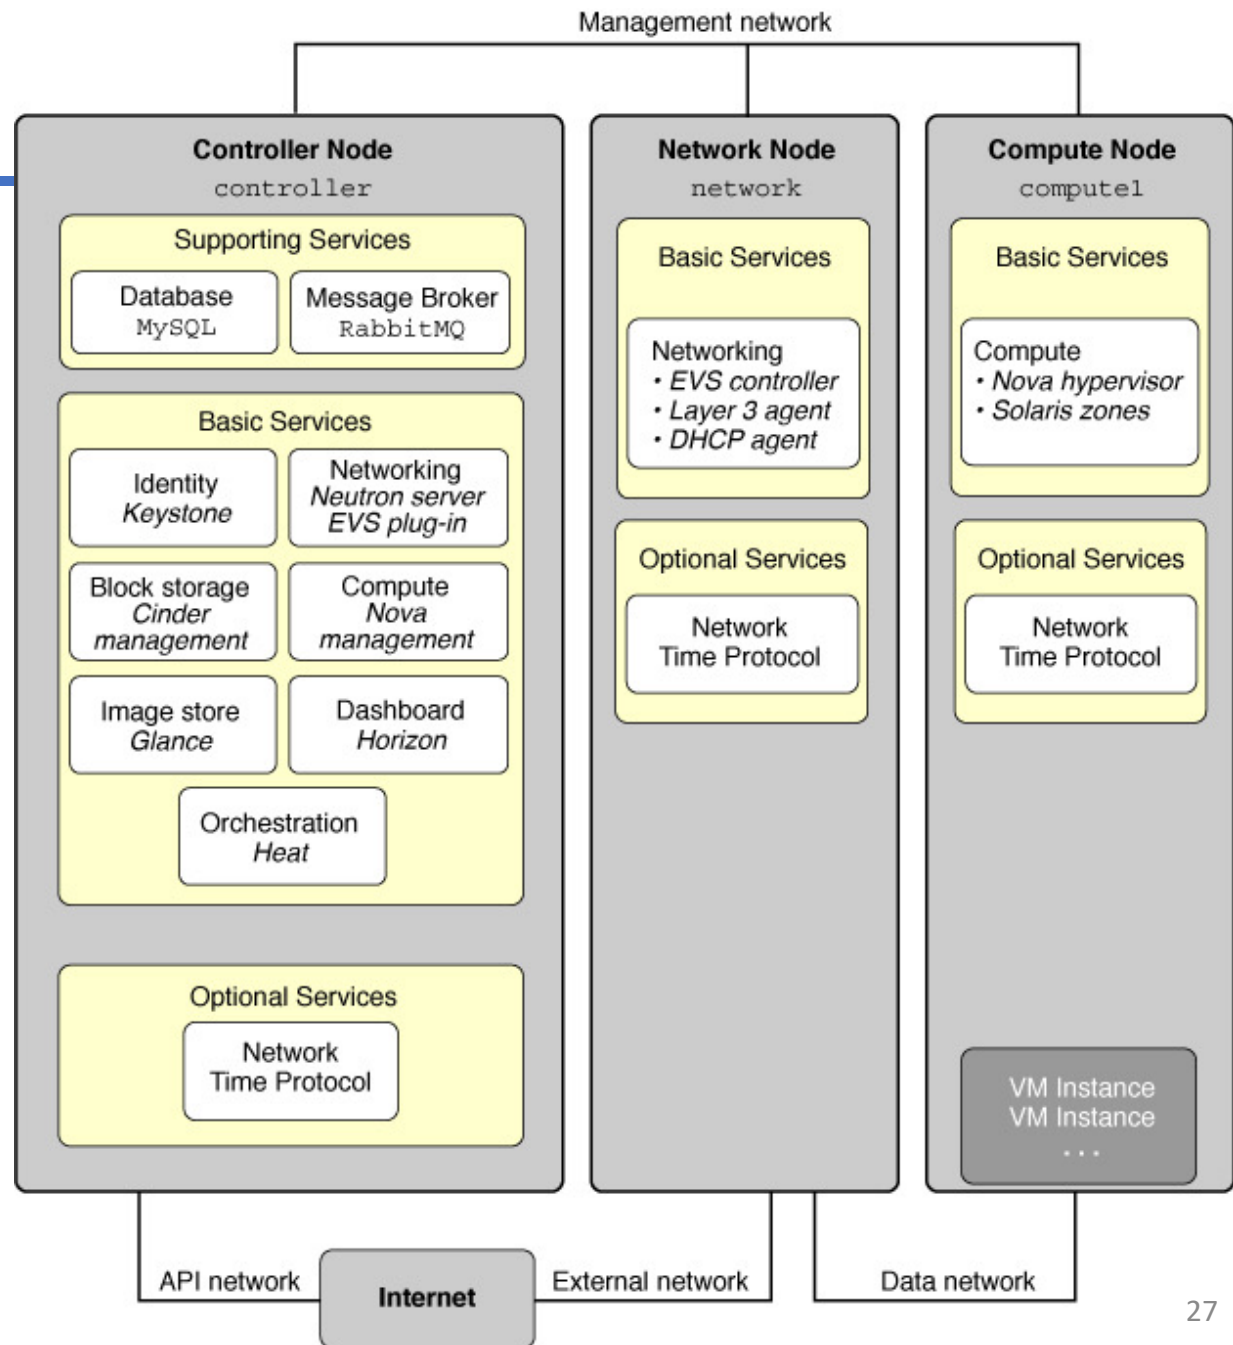 Management network
Controller Node
controller
Supporting Services
Database
MySQL
Message Broker
RabbitMQ
Basic Services
Identity
Keystone
Networking
Neutron server
EVS plug-in
Block storage
Cinder
management
Compute
Nova
management
Image store
Glance
Dashboard
Horizon
Orchestration
Heat
Optional Services
Network
Time Protocol
Network Node
network
Basic Services
Networking
• EVS controller
• Layer 3 agent
• DHCP agent
Optional Services
Network
Time Protocol
Compute Node
compute1
Basic Services
Compute
• Nova hypervisor
• Solaris zones
Optional Services
Network
Time Protocol
VM Instance
VM Instance
. . .
API network
Internet
External network
Data network
27